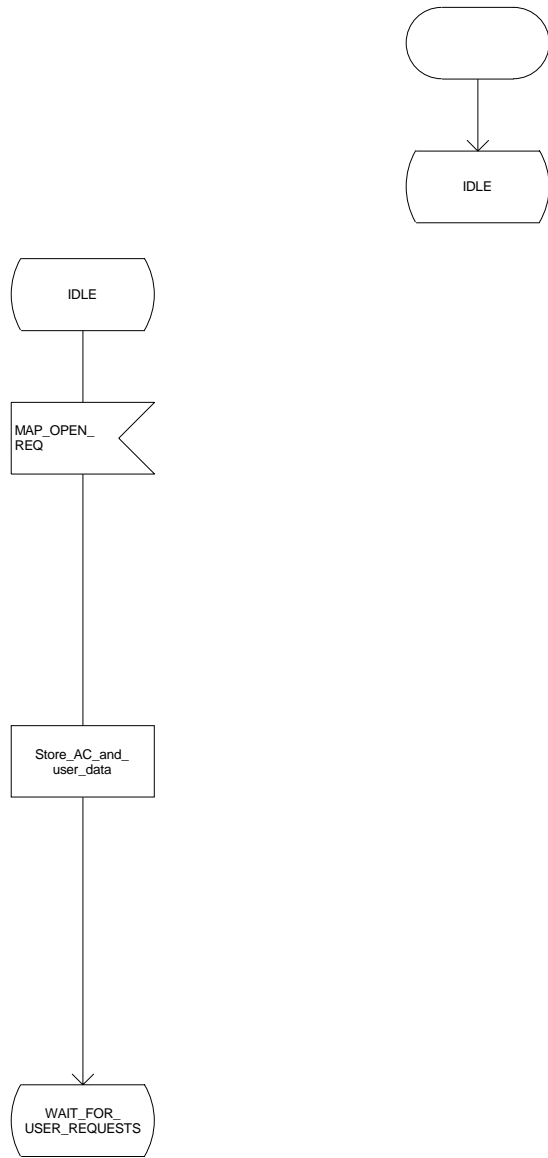 IDLE
IDLE
MAP_OPEN_
REQ
Store_AC_and_
user_data
WAIT_FOR_
USER_REQUESTS